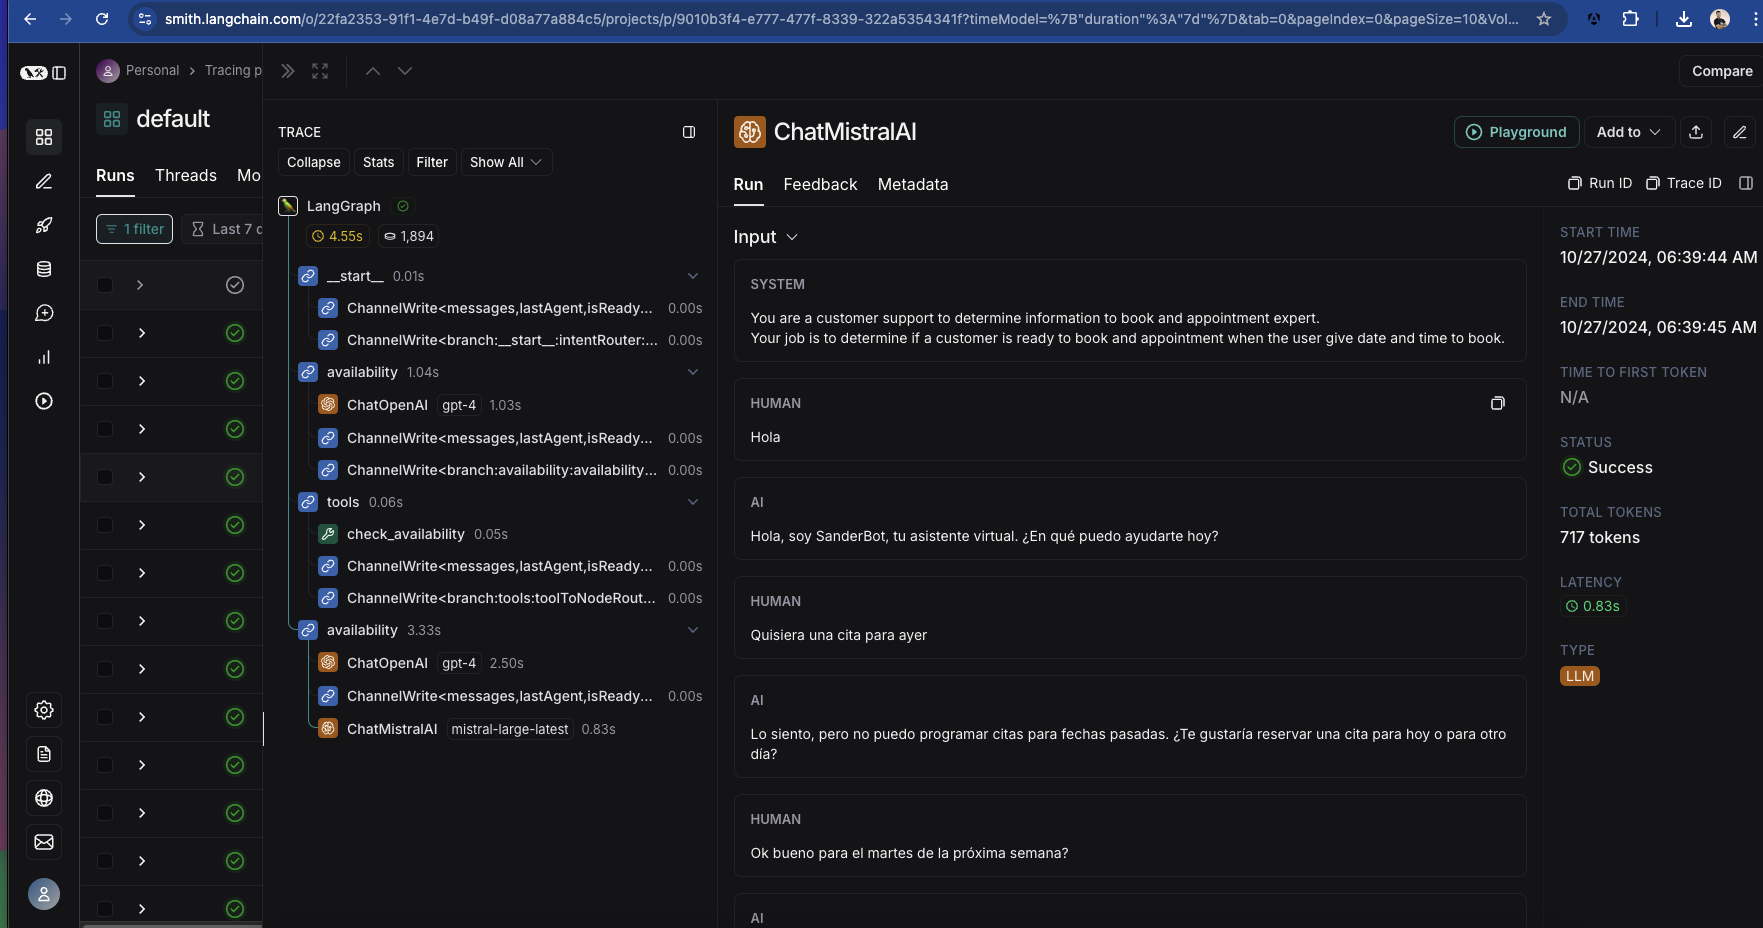 smith.langchain.com/o/22fa2353-91f1-4e7d-b49f-d08a77a884c5/projects/p/9010b3f4-e777-477f-8339-322a5354341f?timeModel=%7B"duration"%3A"7d"%7D&tab=0&pageIndex=0&pageSize=10&Vol...
Personal > Tracing p
Compare
default
Runs Threads Mo
1 filter Last 7 d
TRACE
Collapse Stats Filter Show All
LangGraph
4.55s 1,894
__start__ 0.01s
ChannelWrite<messages,lastAgent,isReady... 0.00s
ChannelWrite<branch:__start__:intentRouter:... 0.00s
availability 1.04s
ChatOpenAI gpt-4 1.03s
ChannelWrite<messages,lastAgent,isReady... 0.00s
ChannelWrite<branch:availability:availability... 0.00s
tools 0.06s
check_availability 0.05s
ChannelWrite<messages,lastAgent,isReady... 0.00s
ChannelWrite<branch:tools:toolToNodeRout... 0.00s
availability 3.33s
ChatOpenAI gpt-4 2.50s
ChannelWrite<messages,lastAgent,isReady... 0.00s
ChatMistralAI mistral-large-latest 0.83s
ChatMistralAI
Playground Add to
Run Feedback Metadata
Run ID Trace ID
Input
SYSTEM
You are a customer support to determine information to book and appointment expert.
Your job is to determine if a customer is ready to book and appointment when the user give date and time to book.
HUMAN
Hola
AI
Hola, soy SanderBot, tu asistente virtual. ¿En qué puedo ayudarte hoy?
HUMAN
Quisiera una cita para ayer
AI
Lo siento, pero no puedo programar citas para fechas pasadas. ¿Te gustaría reservar una cita para hoy o para otro
día?
HUMAN
Ok bueno para el martes de la próxima semana?
AI
START TIME
10/27/2024, 06:39:44 AM
END TIME
10/27/2024, 06:39:45 AM
TIME TO FIRST TOKEN
N/A
STATUS
Success
TOTAL TOKENS
717 tokens
LATENCY
0.83s
TYPE
LLM